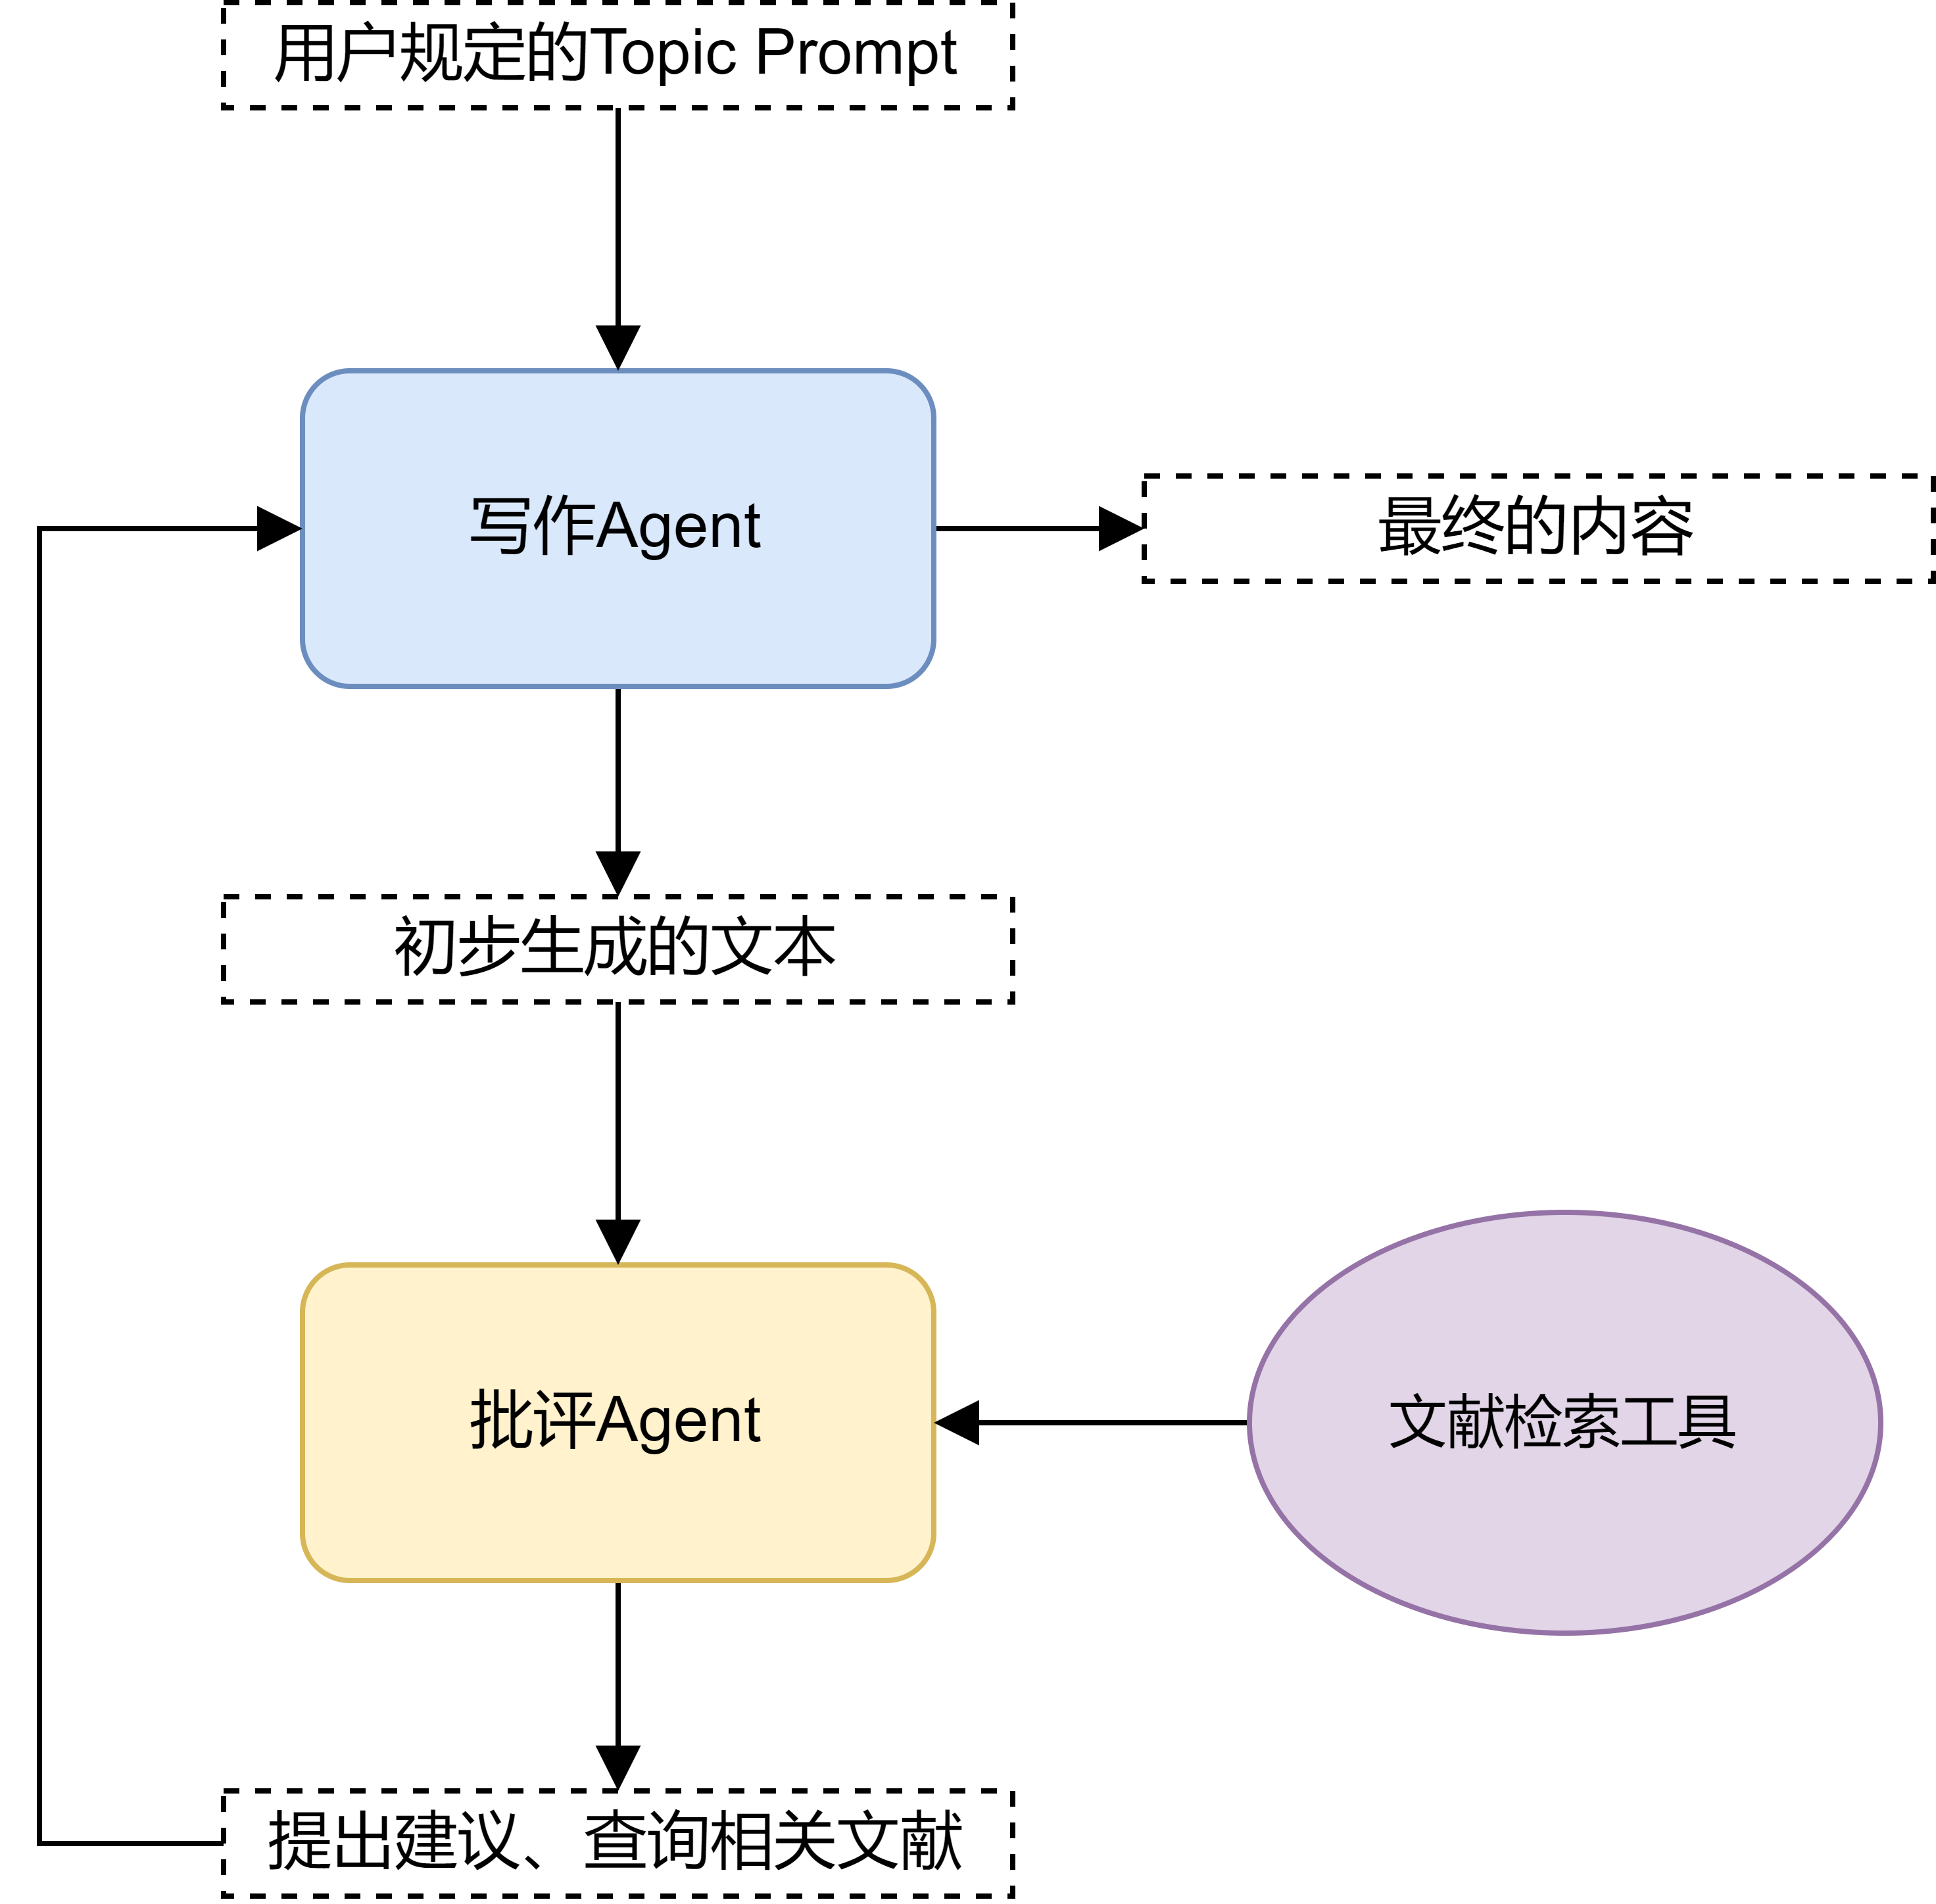 用户规定的Topic Prompt
写作Agent
最终的内容
初步生成的文本
批评Agent
文献检索工具
提出建议、查询相关文献